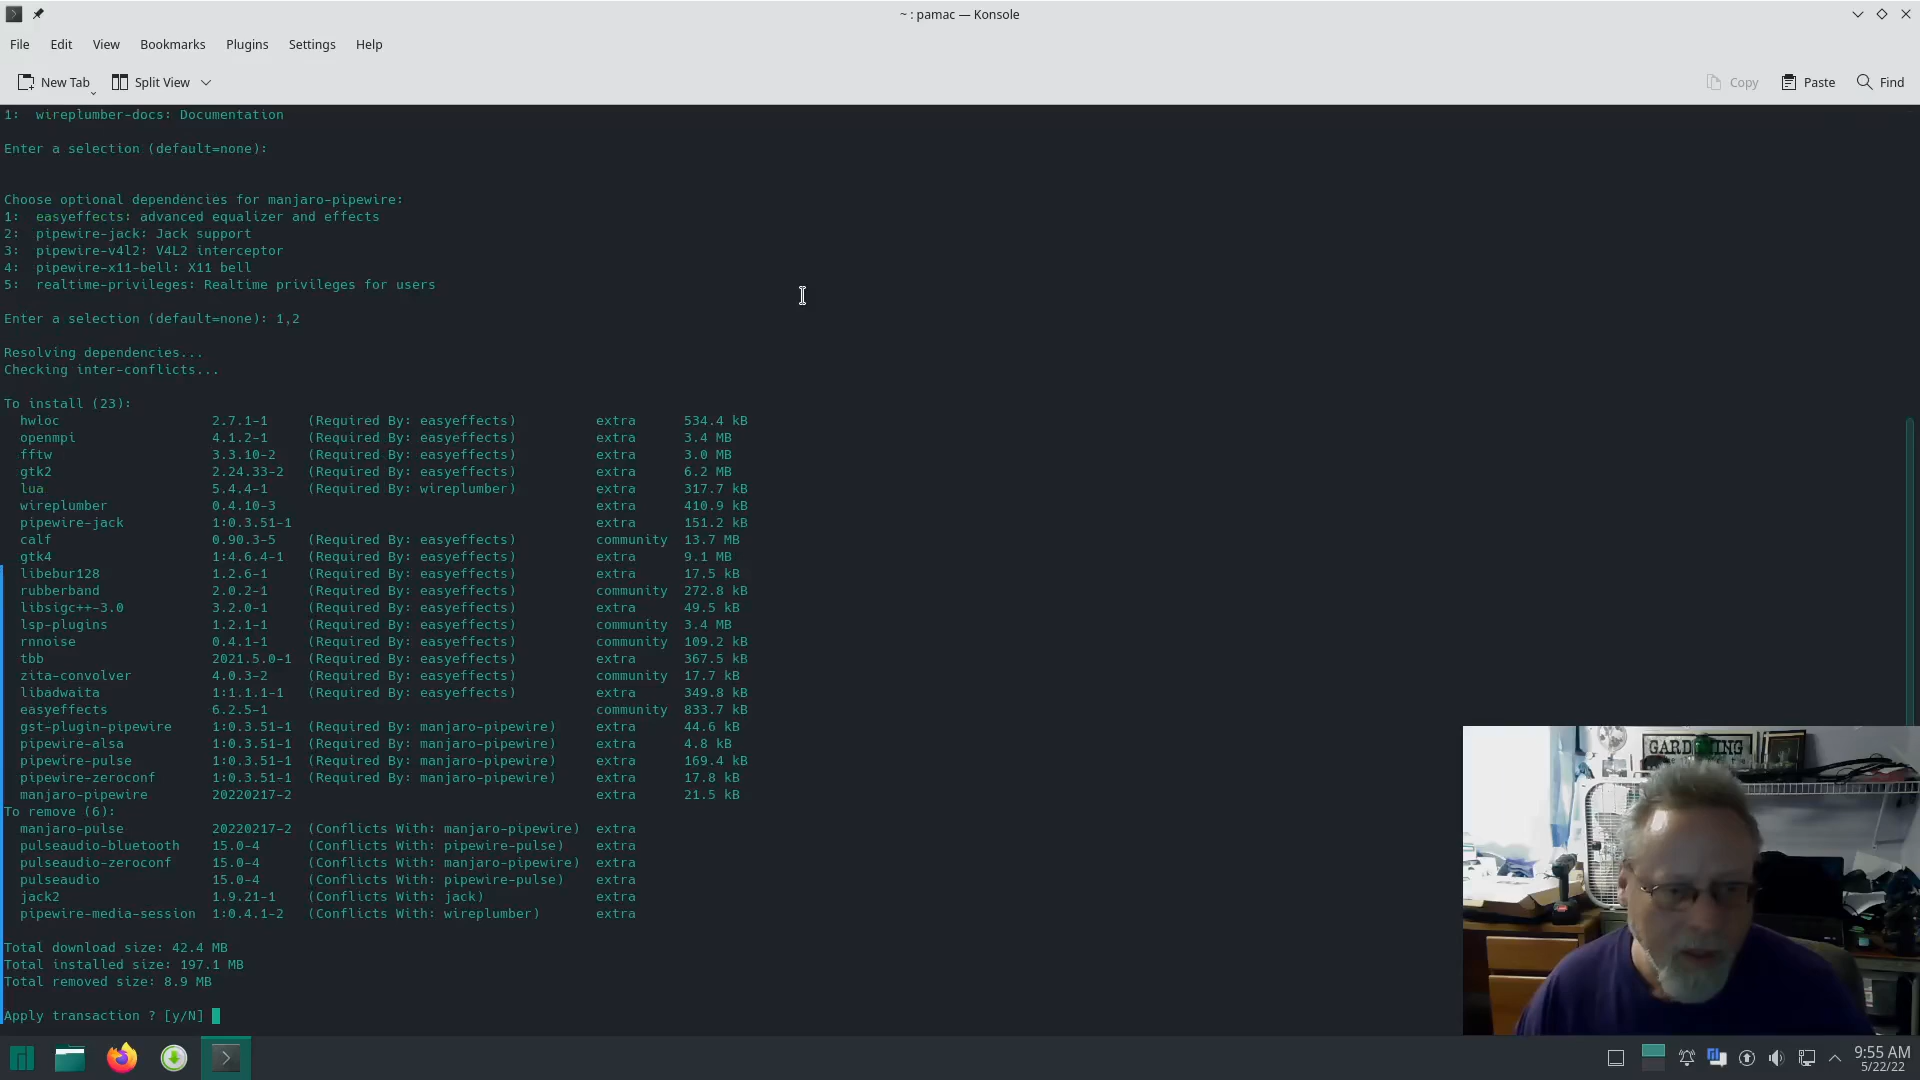 ~ : pamac — Konsole
File Edit View Bookmarks Plugins Settings Help
New Tab Split View Copy Paste Find
1:  wireplumber-docs: Documentation
Enter a selection (default=none):
Choose optional dependencies for manjaro-pipewire:
1:  easyeffects: advanced equalizer and effects
2:  pipewire-jack: Jack support
3:  pipewire-v4l2: V4L2 interceptor
4:  pipewire-x11-bell: X11 bell
5:  realtime-privileges: Realtime privileges for users
Enter a selection (default=none): 1,2
Resolving dependencies...
Checking inter-conflicts...
To install (23):
hwloc 2.7.1-1 (Required By: easyeffects) extra 534.4 kB
openmpi 4.1.2-1 (Required By: easyeffects) extra 3.4 MB
fftw 3.3.10-2 (Required By: easyeffects) extra 3.0 MB
gtk2 2.24.33-2 (Required By: easyeffects) extra 6.2 MB
lua 5.4.4-1 (Required By: wireplumber) extra 317.7 kB
wireplumber 0.4.10-3 extra 410.9 kB
pipewire-jack 1:0.3.51-1 extra 151.2 kB
calf 0.90.3-5 (Required By: easyeffects) community 13.7 MB
gtk4 1:4.6.4-1 (Required By: easyeffects) extra 9.1 MB
libebur128 1.2.6-1 (Required By: easyeffects) extra 17.5 kB
rubberband 2.0.2-1 (Required By: easyeffects) community 272.8 kB
libsigc++-3.0 3.2.0-1 (Required By: easyeffects) extra 49.5 kB
lsp-plugins 1.2.1-1 (Required By: easyeffects) community 3.4 MB
rnnoise 0.4.1-1 (Required By: easyeffects) community 109.2 kB
tbb 2021.5.0-1 (Required By: easyeffects) extra 367.5 kB
zita-convolver 4.0.3-2 (Required By: easyeffects) community 17.7 kB
libadwaita 1:1.1.1-1 (Required By: easyeffects) extra 349.8 kB
easyeffects 6.2.5-1 community 833.7 kB
gst-plugin-pipewire 1:0.3.51-1 (Required By: manjaro-pipewire) extra 44.6 kB
pipewire-alsa 1:0.3.51-1 (Required By: manjaro-pipewire) extra 4.8 kB
pipewire-pulse 1:0.3.51-1 (Required By: manjaro-pipewire) extra 169.4 kB
pipewire-zeroconf 1:0.3.51-1 (Required By: manjaro-pipewire) extra 17.8 kB
manjaro-pipewire 20220217-2 extra 21.5 kB
To remove (6):
manjaro-pulse 20220217-2 (Conflicts With: manjaro-pipewire) extra
pulseaudio-bluetooth 15.0-4 (Conflicts With: pipewire-pulse) extra
pulseaudio-zeroconf 15.0-4 (Conflicts With: manjaro-pipewire) extra
pulseaudio 15.0-4 (Conflicts With: pipewire-pulse) extra
jack2 1.9.21-1 (Conflicts With: jack) extra
pipewire-media-session 1:0.4.1-2 (Conflicts With: wireplumber) extra
Total download size: 42.4 MB
Total installed size: 197.1 MB
Total removed size: 8.9 MB
Apply transaction ? [y/N]
GARDENING
9:55 AM
5/22/22